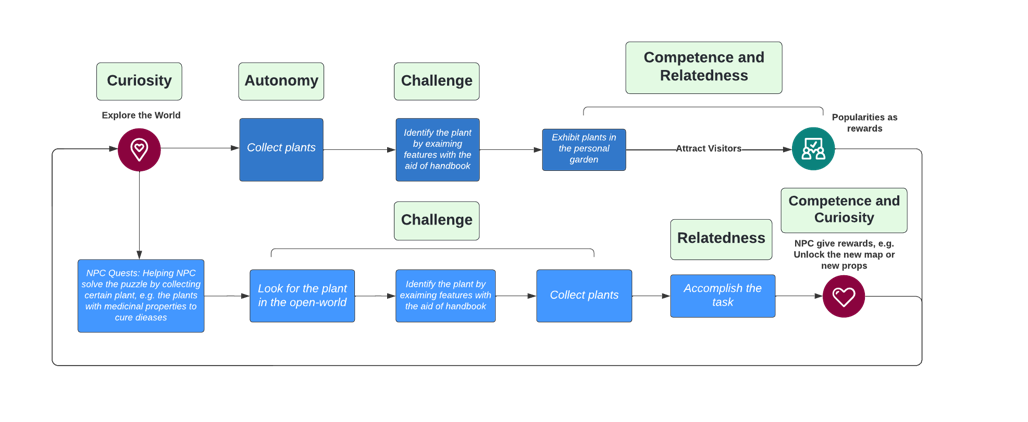 Competence and
Relatedness
Curiosity
Autonomy
Challenge
Explore the World
Popularities as
rewards
Collect plants
Identify the plant
by exaiming
features with the
aid of handbook
Exhibit plants in
the personal
garden
Attract Visitors
Competence and
Curiosity
Challenge
Relatedness
NPC give rewards, e.g.
Unlock the new map or
new props
NPC Quests: Helping NPC
solve the puzzle by collecting
certain plant, e.g. the plants
with medicinal properties to
cure dieases
Look for the plant
in the open-world
Identify the plant by
exaiming features with
the aid of handbook
Collect plants
Accomplish the
task